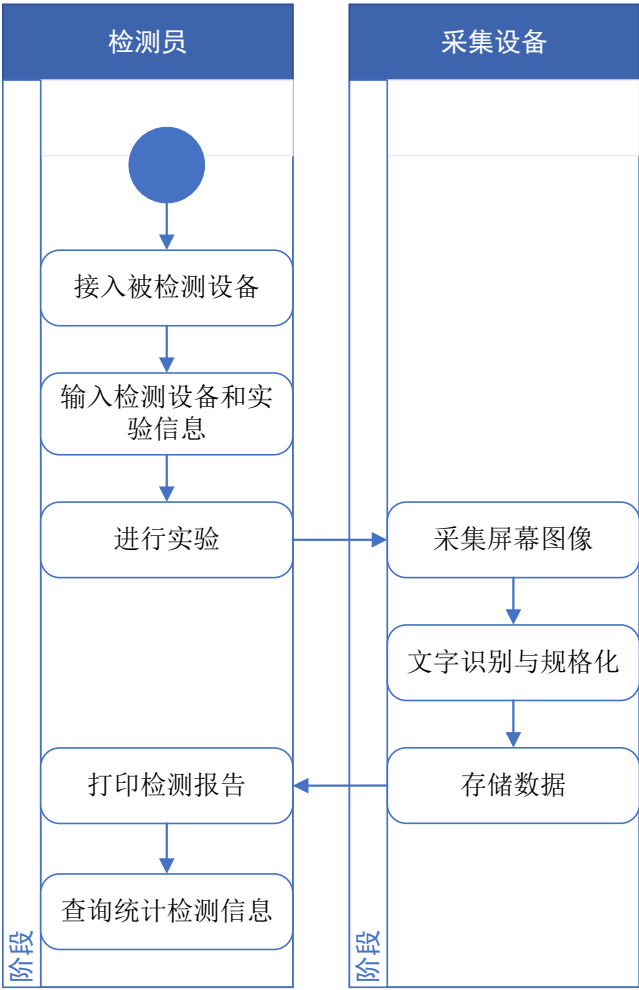 检测员
采集设备
接入被检测设备
输入检测设备和实
验信息
进行实验
采集屏幕图像
文字识别与规格化
打印检测报告
存储数据
查询统计检测信息
阶段
阶段